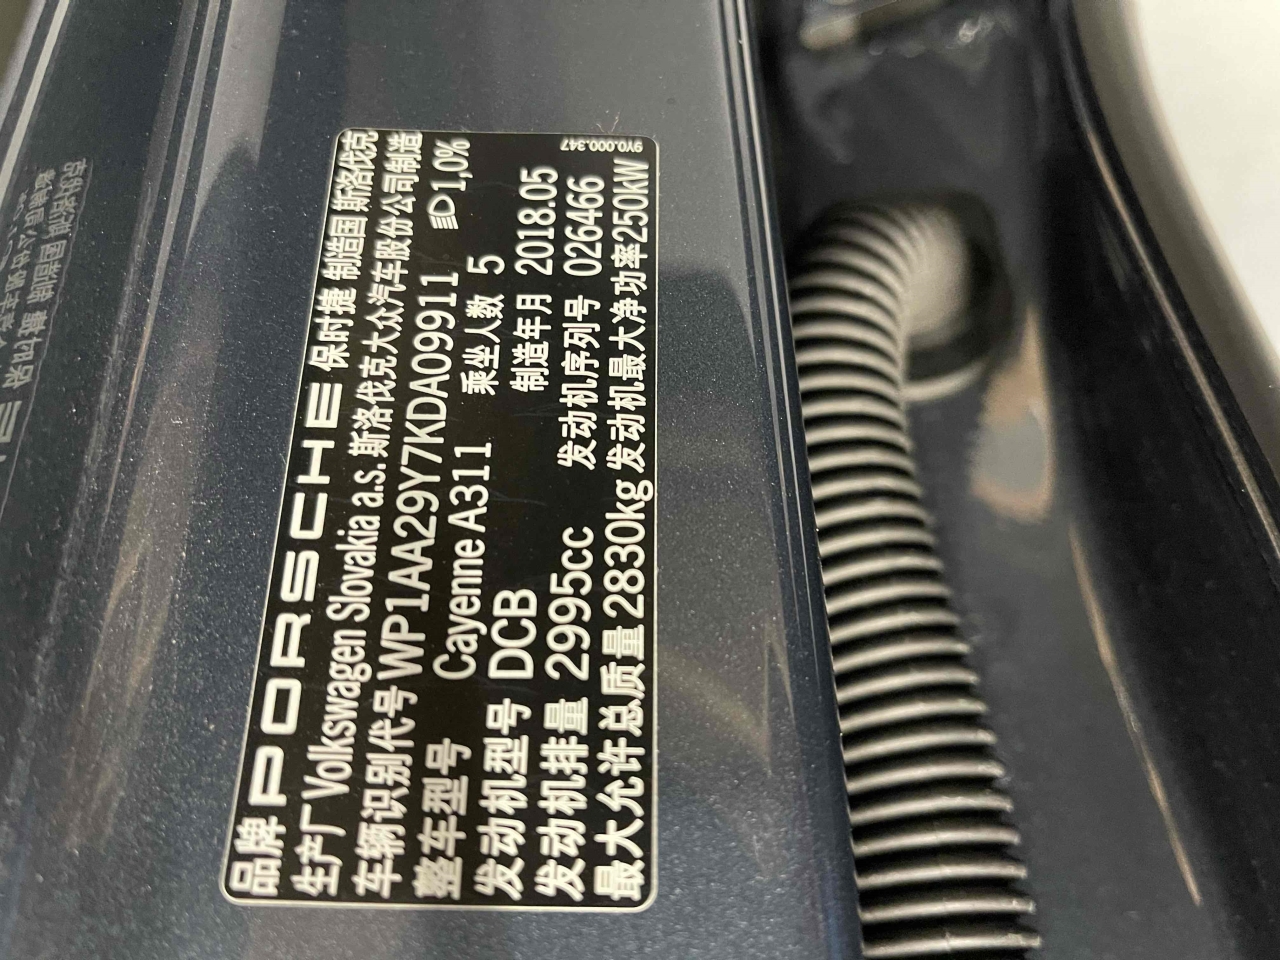 品牌 PORSCHE 保时捷 制造国 斯洛伐克
生产厂 Volkswagen Slovakia a.s. 斯洛伐克大众汽车股份公司制造
车辆识别代号 WP1AA29Y7KDA09911 1,0%
整车型号 Cayenne A311 乘坐人数 5
发动机型号 DCB 制造年月 2018.05
发动机排量 2995cc 发动机序列号 026466
最大允许总质量 2830kg 发动机最大净功率 250kW
9Y0.000.347